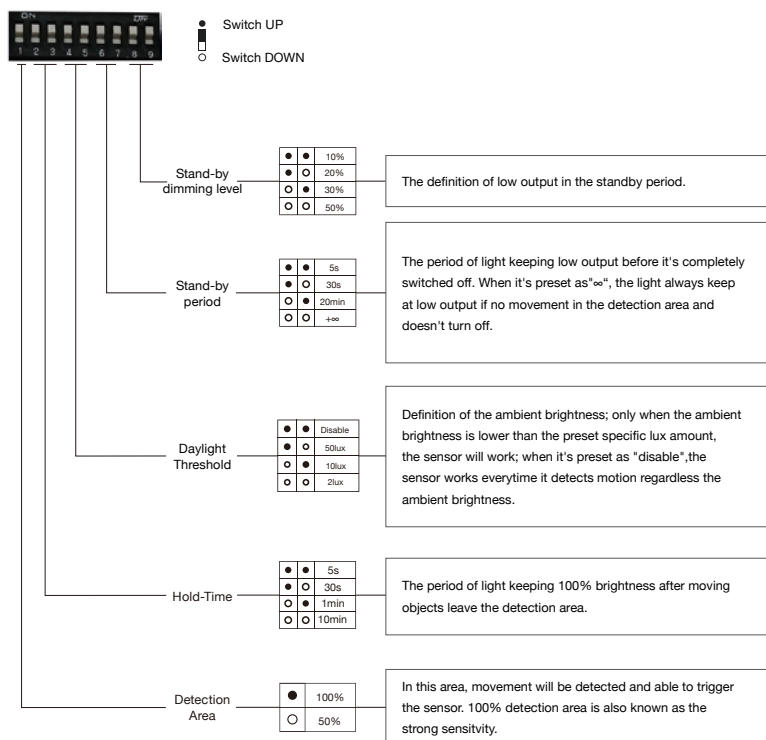 ON
OFF
1 2 3 4 5 6 7 8 9
Switch UP
Switch DOWN
Stand-by
dimming level
10%
20%
30%
50%
The definition of low output in the standby period.
Stand-by
period
5s
30s
20min
+∞
The period of light keeping low output before it's completely
switched off. When it's preset as"∞“, the light always keep
at low output if no movement in the detection area and
doesn't turn off.
Daylight
Threshold
Disable
50lux
10lux
2lux
Definition of the ambient brightness; only when the ambient
brightness is lower than the preset specific lux amount,
the sensor will work; when it's preset as "disable",the
sensor works everytime it detects motion regardless the
ambient brightness.
Hold-Time
5s
30s
1min
10min
The period of light keeping 100% brightness after moving
objects leave the detection area.
Detection
Area
100%
50%
In this area, movement will be detected and able to trigger
the sensor. 100% detection area is also known as the
strong sensitvity.